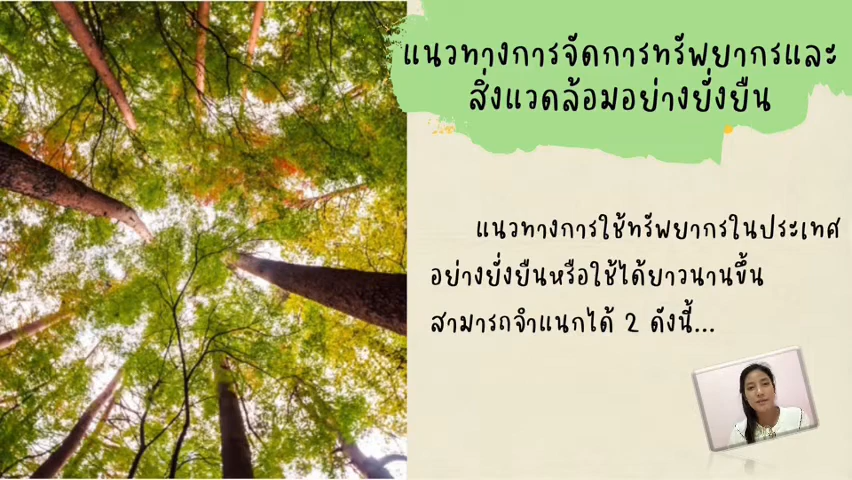 แนวทางการจัดการทรัพยากรและ
สิ่งแวดล้อมอย่างยั่งยืน
แนวทางการใช้ทรัพยากรในประเทศ
อย่างยั่งยืนหรือใช้ได้ยาวนานขึ้น
สามารถจำแนกได้ 2 ดังนี้...